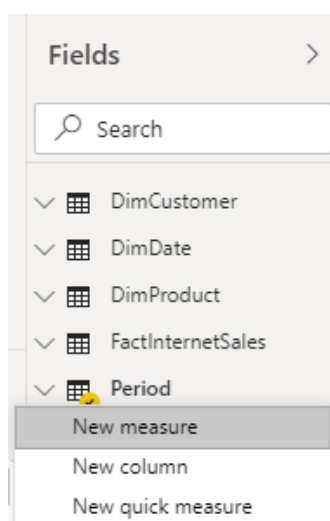 Fields
Search
DimCustomer
DimDate
DimProduct
FactInternetSales
Period
New measure
New column
New quick measure